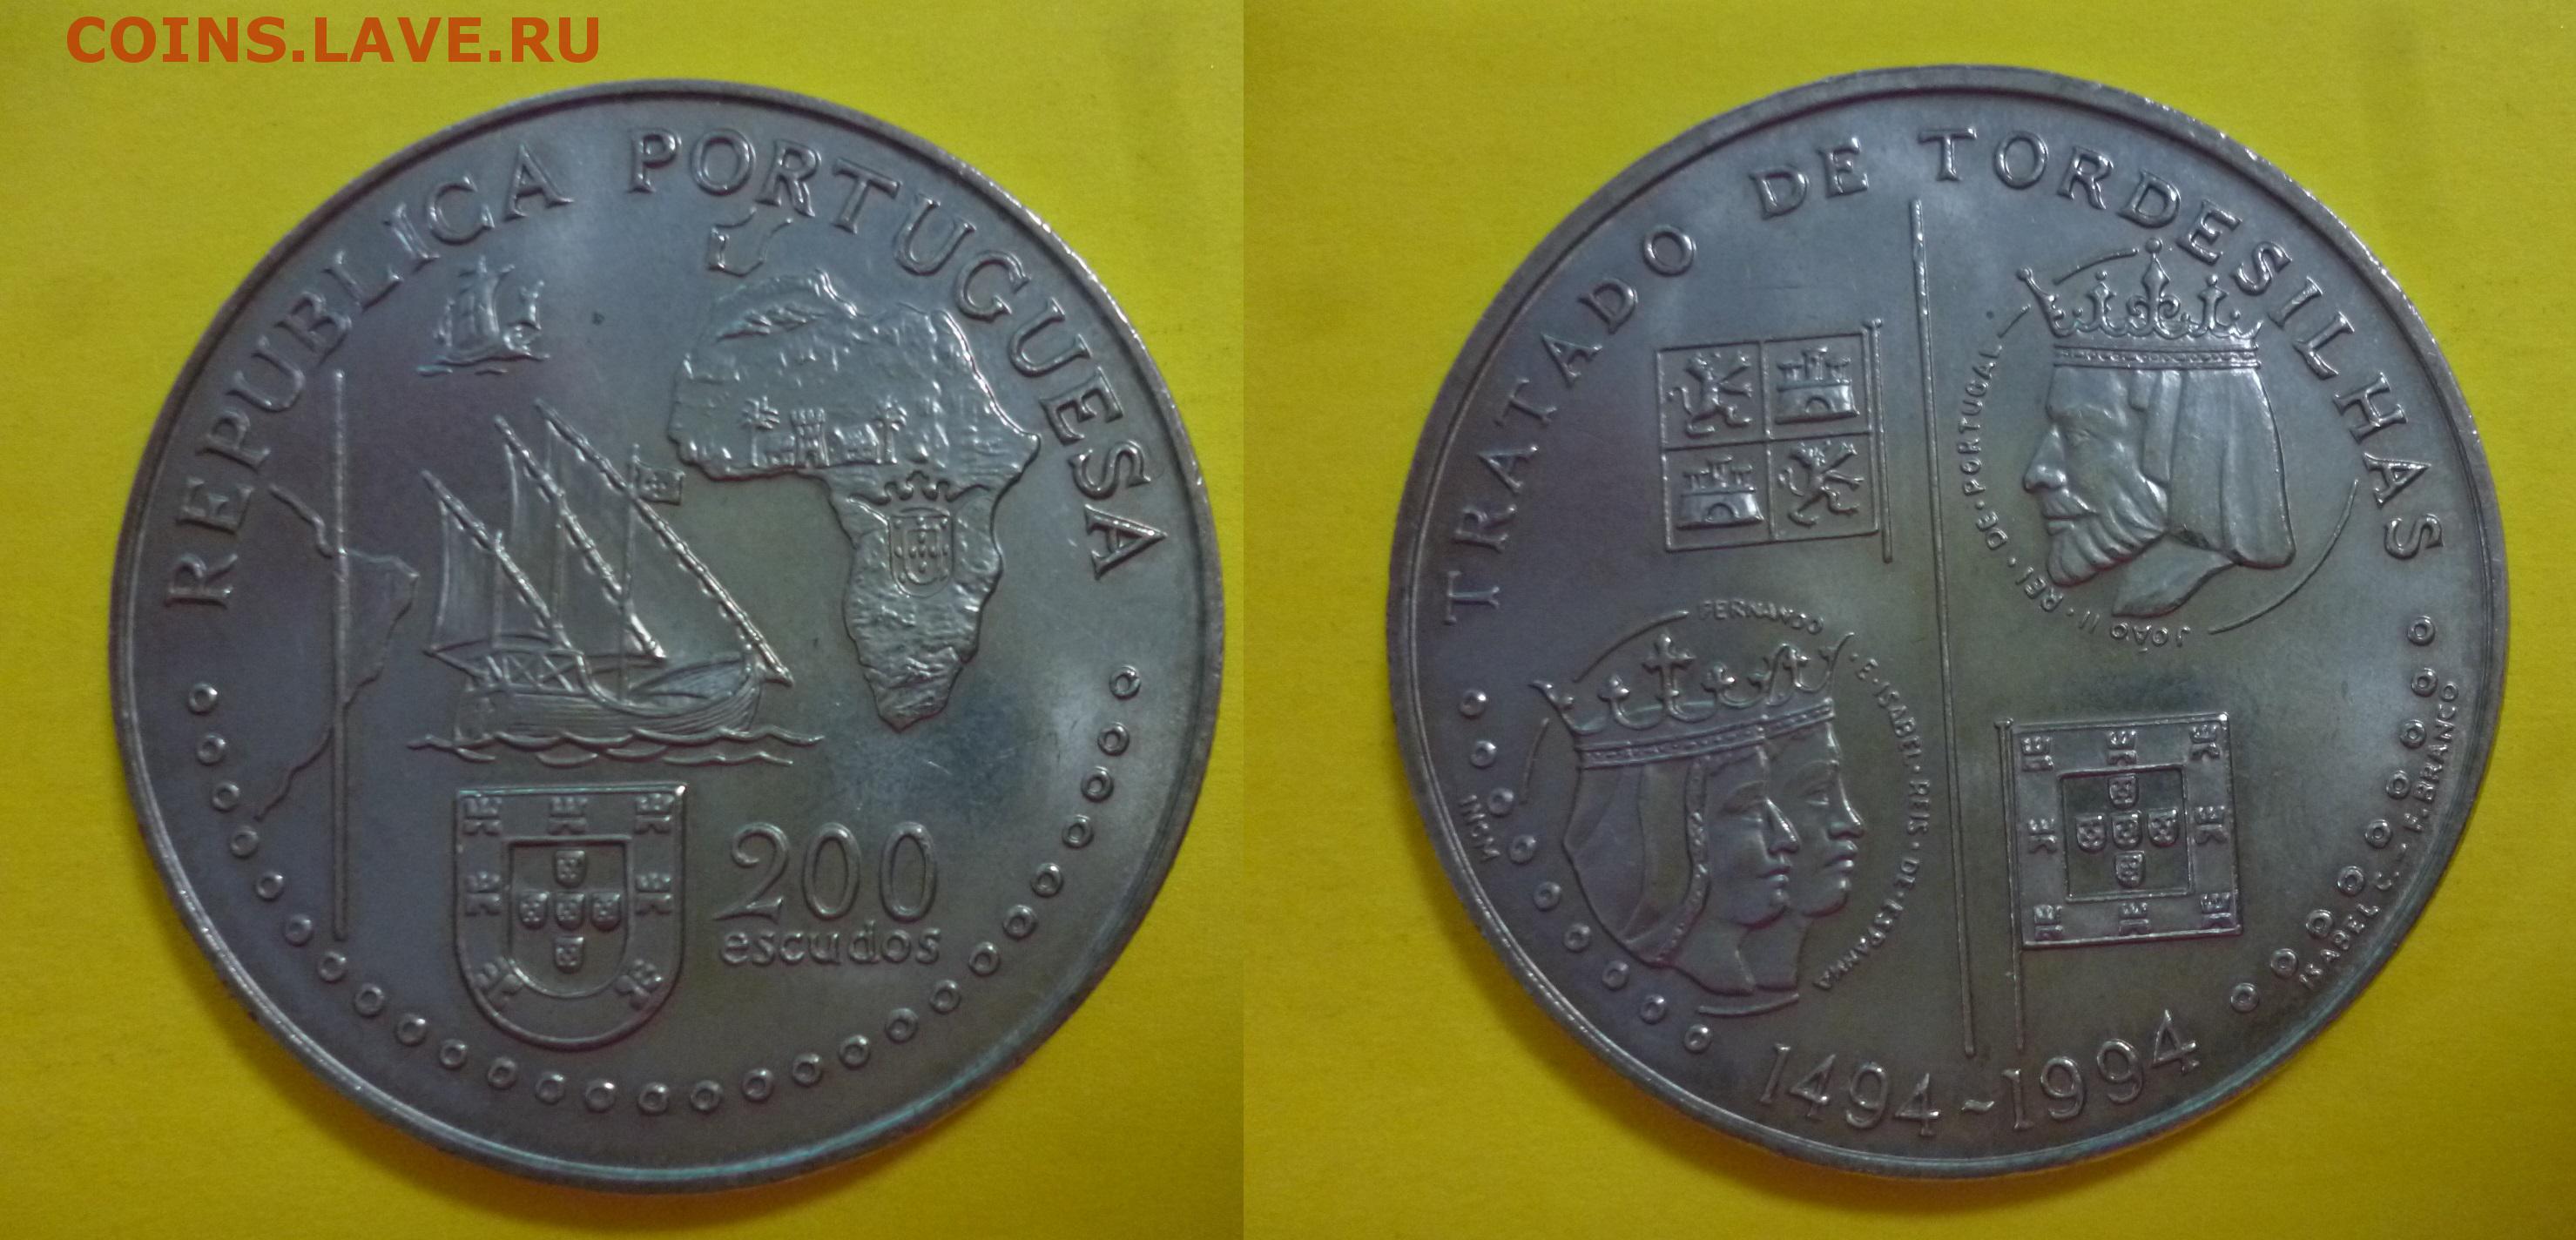 COINS.LAVE.RU
REPUBLICA PORTUGUESA
200
escudos
TRATADO DE TORDESILHAS
JOÃO II · REI · DE · PORTUGAL
FERNANDO · E · ISABEL · REIS · DE · ESPANHA
INCM
ISABEL C. - F. BRANCO
1494-1994